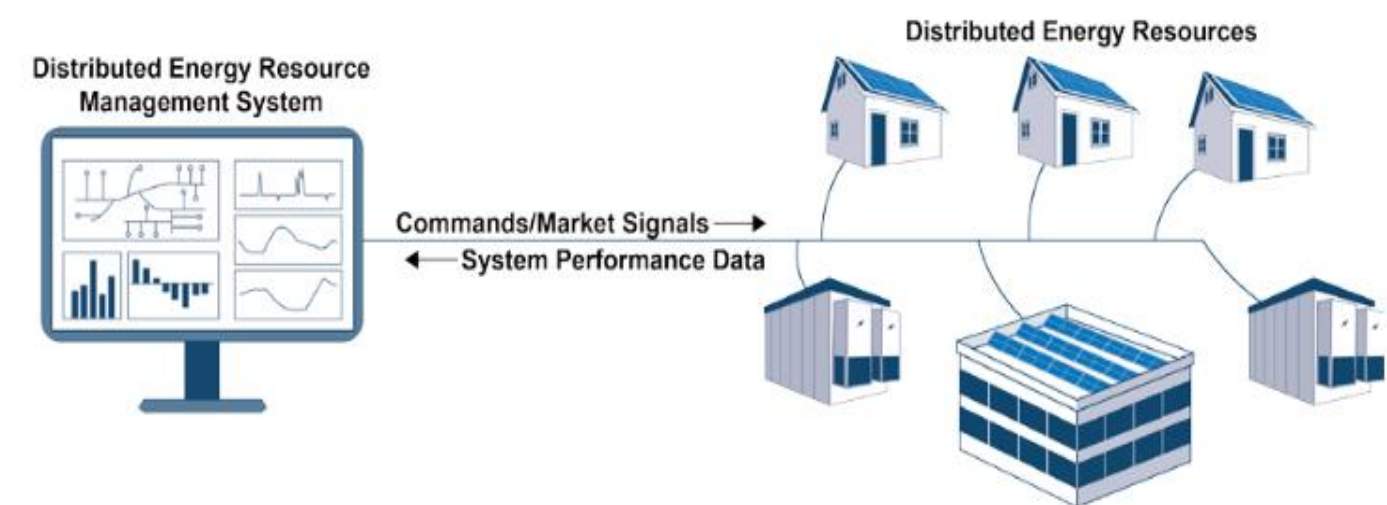 Distributed Energy Resources
Distributed Energy Resource
Management System
Commands/Market Signals
System Performance Data